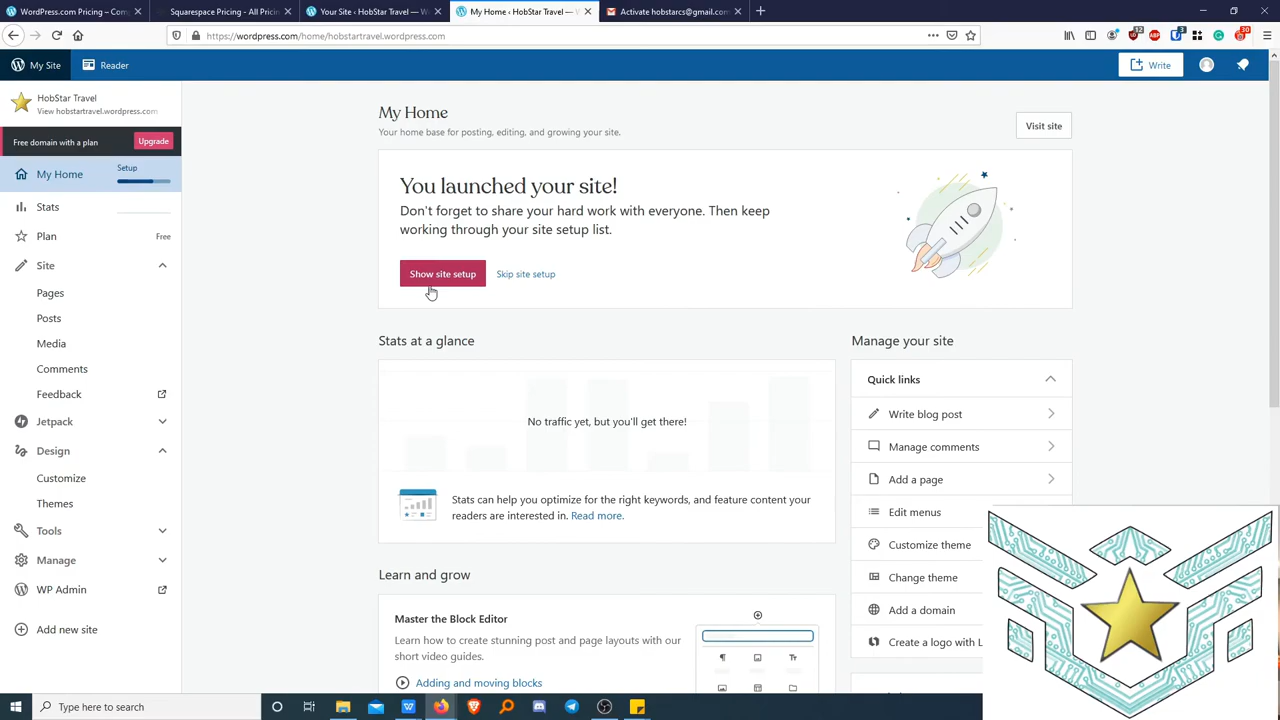 WordPress.com Pricing – Com
Squarespace Pricing - All Pricin
Your Site ‹ HobStar Travel — W
My Home ‹ HobStar Travel —
Activate hobstarcs@gmail.com
https://wordpress.com/home/hobstartravel.wordpress.com
12
3
30
My Site
Reader
Write
HobStar Travel
View hobstartravel.wordpress.com
Free domain with a plan
Upgrade
My Home
Setup
Stats
Plan
Free
Site
Pages
Posts
Media
Comments
Feedback
Jetpack
Design
Customize
Themes
Tools
Manage
WP Admin
Add new site
My Home
Your home base for posting, editing, and growing your site.
Visit site
You launched your site!
Don't forget to share your hard work with everyone. Then keep
working through your site setup list.
Show site setup
Skip site setup
Stats at a glance
No traffic yet, but you'll get there!
Stats can help you optimize for the right keywords, and feature content your
readers are interested in. Read more.
Learn and grow
Master the Block Editor
Learn how to create stunning post and page layouts with our
short video guides.
Adding and moving blocks
Manage your site
Quick links
Write blog post
Manage comments
Add a page
Edit menus
Customize theme
Change theme
Add a domain
Create a logo with L
Type here to search